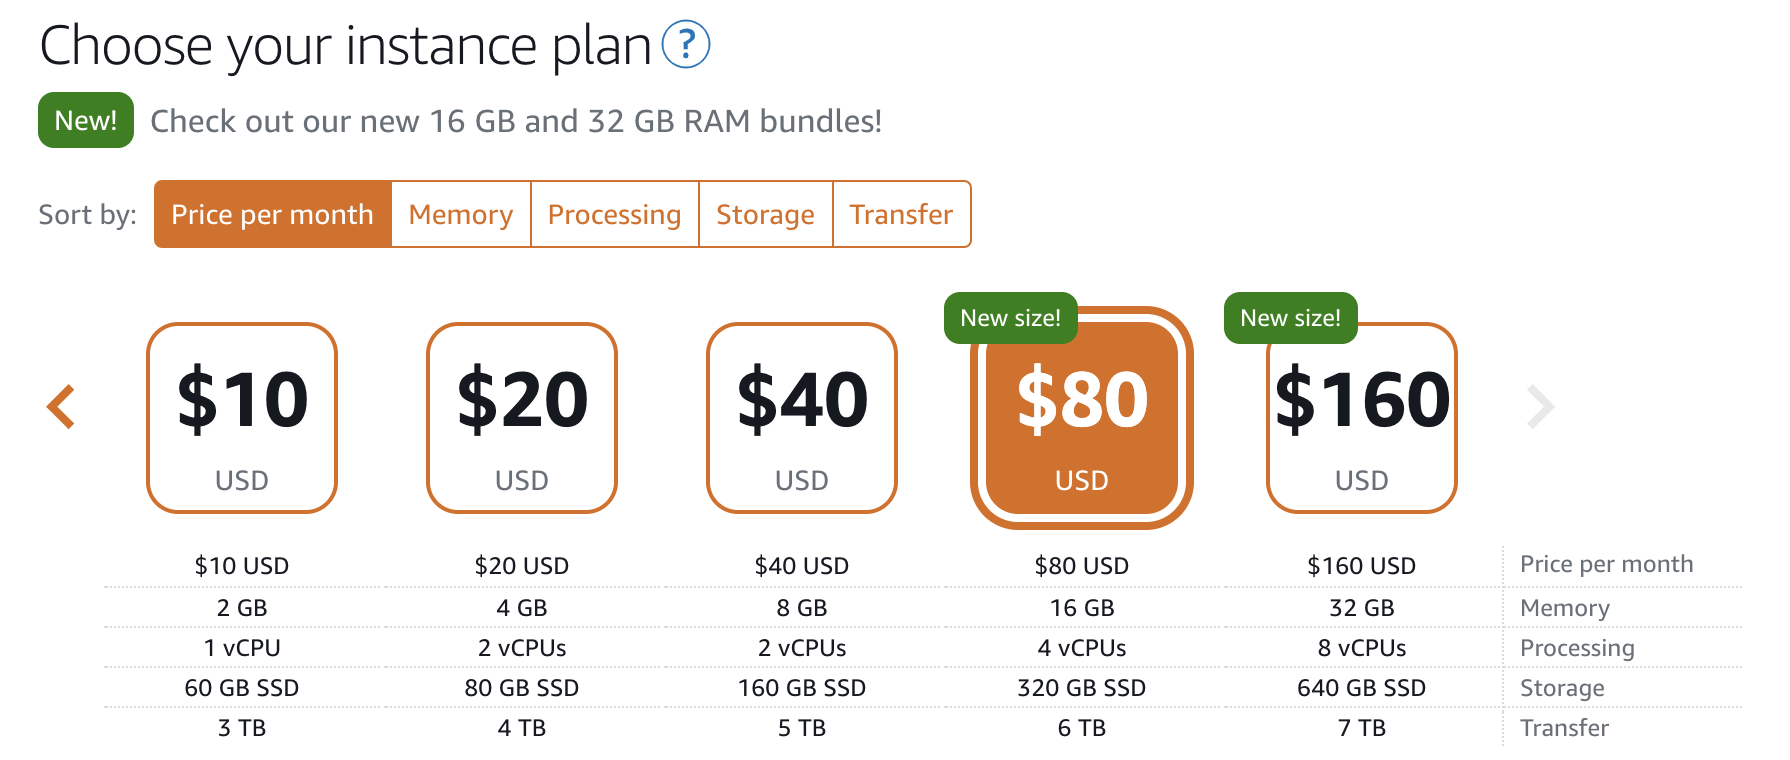 Choose your instance plan ?
New! Check out our new 16 GB and 32 GB RAM bundles!
Sort by: Price per month Memory Processing Storage Transfer
New size! New size!
$10 $20 $40 $80 $160
USD USD USD USD USD
$10 USD $20 USD $40 USD $80 USD $160 USD Price per month
2 GB 4 GB 8 GB 16 GB 32 GB Memory
1 vCPU 2 vCPUs 2 vCPUs 4 vCPUs 8 vCPUs Processing
60 GB SSD 80 GB SSD 160 GB SSD 320 GB SSD 640 GB SSD Storage
3 TB 4 TB 5 TB 6 TB 7 TB Transfer